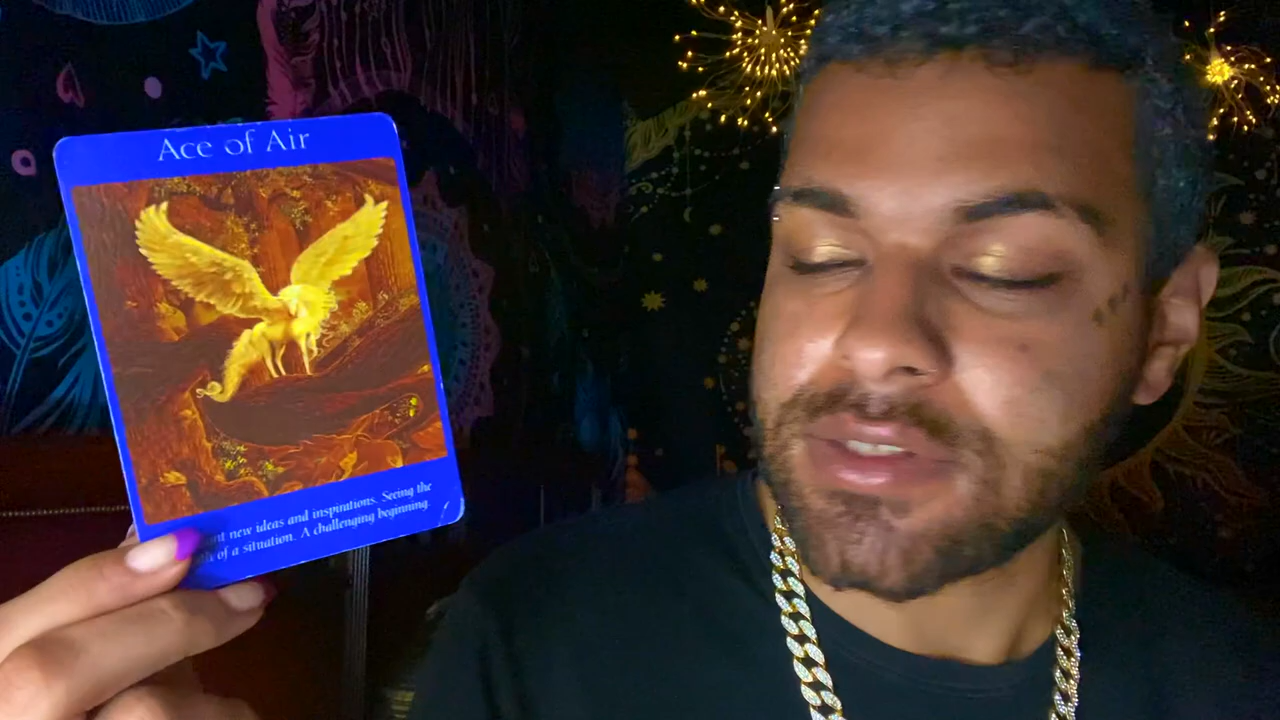 Ace of Air
new ideas and inspirations. Seeing the
of a situation. A challenging beginning.